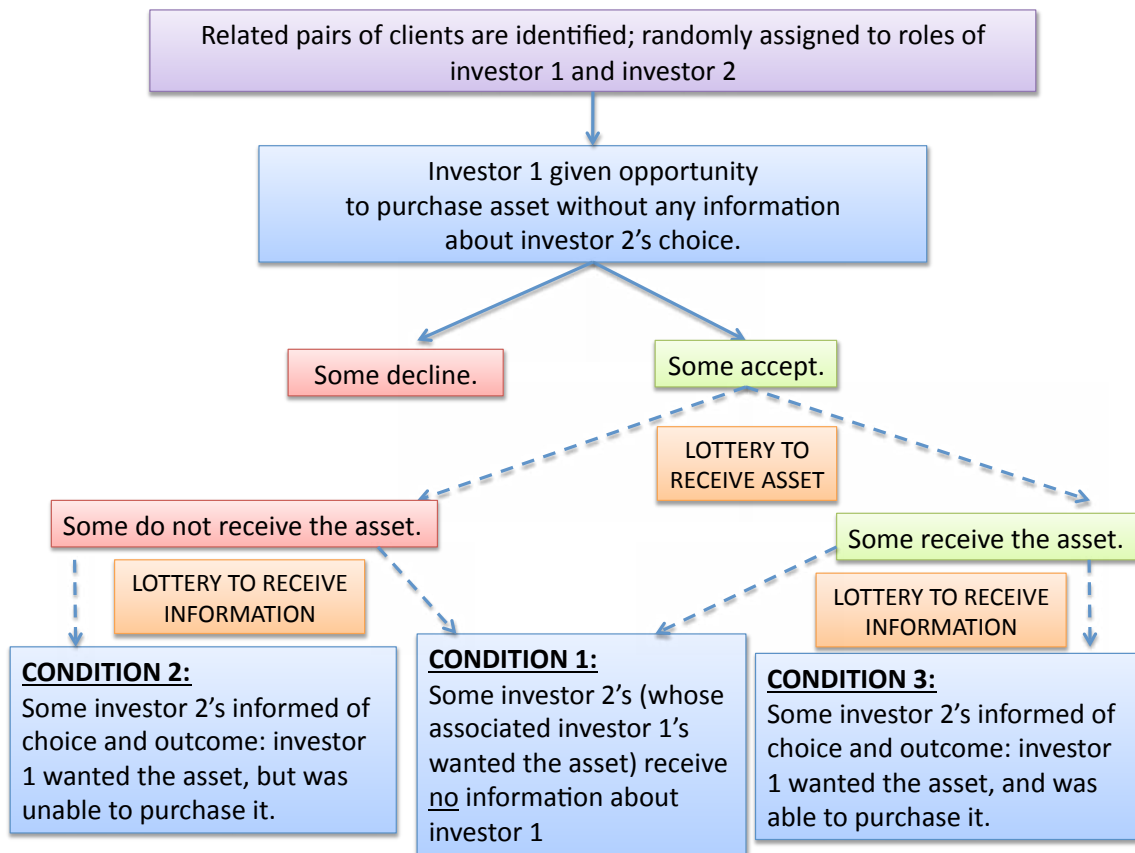 Related pairs of clients are identified; randomly assigned to roles of
investor 1 and investor 2
Investor 1 given opportunity
to purchase asset without any information
about investor 2's choice.
Some decline.
Some accept.
LOTTERY TO
RECEIVE ASSET
Some do not receive the asset.
Some receive the asset.
LOTTERY TO RECEIVE
INFORMATION
LOTTERY TO RECEIVE
INFORMATION
CONDITION 2:
Some investor 2's informed of
choice and outcome: investor
1 wanted the asset, but was
unable to purchase it.
CONDITION 1:
Some investor 2's (whose
associated investor 1's
wanted the asset) receive
no information about
investor 1
CONDITION 3:
Some investor 2's informed of
choice and outcome: investor
1 wanted the asset, and was
able to purchase it.